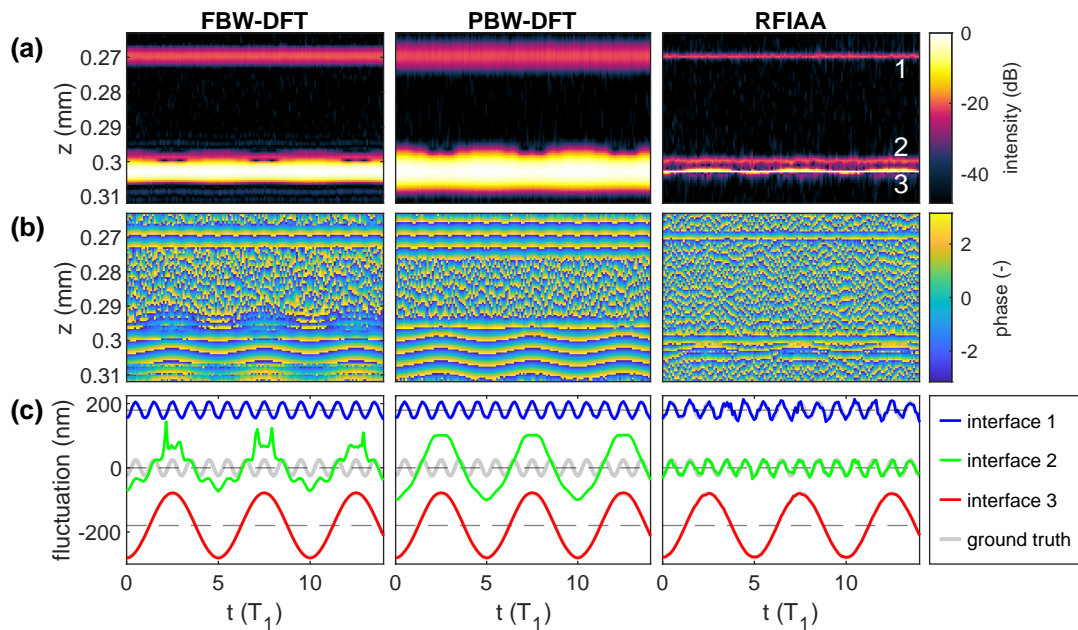 FBW-DFT PBW-DFT RFIAA
(a)
z (mm)
0.27
0.28
0.29
0.3
0.31
1
2
3
0
-20
-40
intensity (dB)
(b)
z (mm)
0.27
0.28
0.29
0.3
0.31
2
0
-2
phase (-)
(c)
fluctuation (nm)
200
0
-200
0 5 10
0 5 10
0 5 10
t (T_1) t (T_1) t (T_1)
interface 1
interface 2
interface 3
ground truth